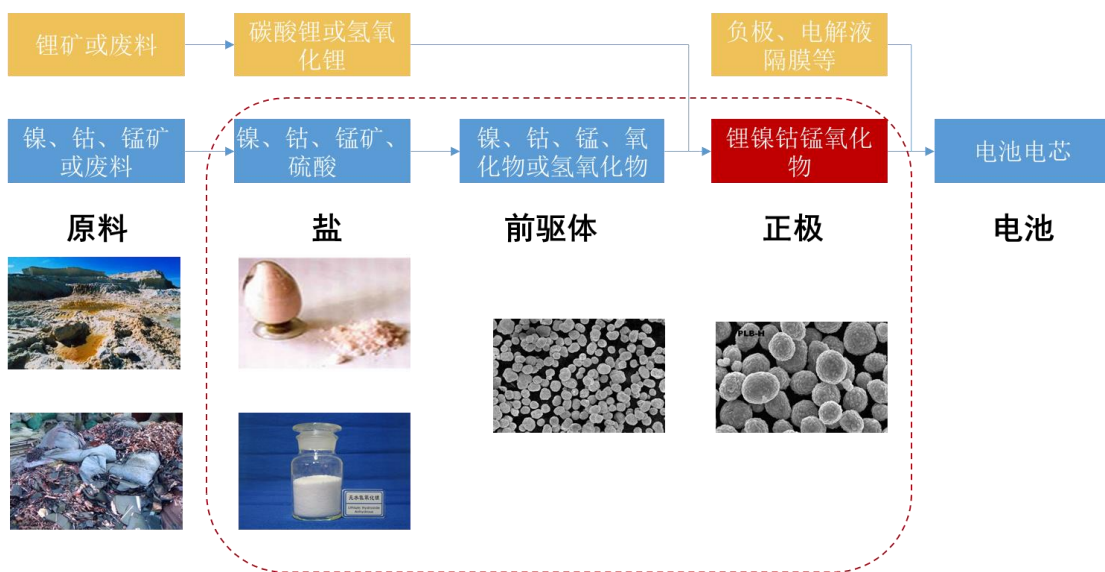 锂矿或废料
碳酸锂或氢氧
化锂
负极、电解液
隔膜等
镍、钴、锰矿
或废料
镍、钴、锰矿、
硫酸
镍、钴、锰、氧
化物或氢氧化物
锂镍钴锰氧化
物
电池电芯
原料
盐
前驱体
正极
电池
PLB-H